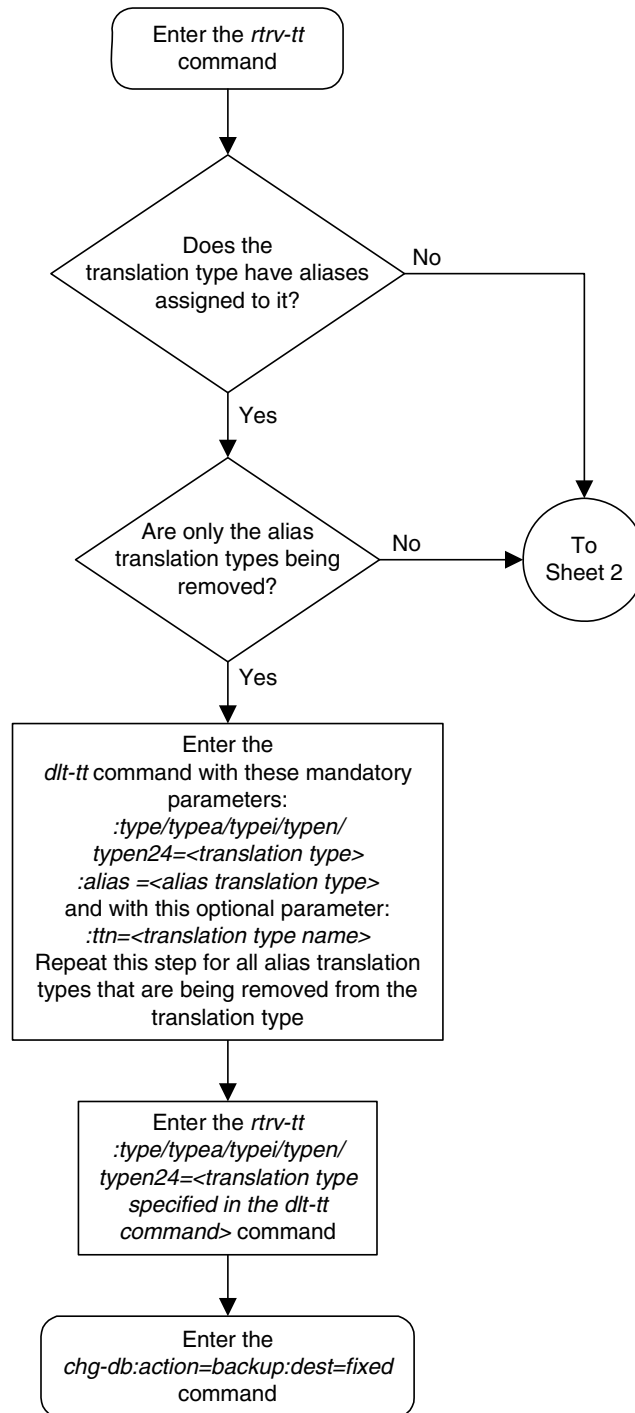 Enter the rtrv-tt
command
Does the
translation type have aliases
assigned to it?
No
Yes
Are only the alias
translation types being
removed?
No
To
Sheet 2
Yes
Enter the
dlt-tt command with these mandatory
parameters:
:type/typea/typei/typen/
typen24=<translation type>
:alias =<alias translation type>
and with this optional parameter:
:ttn=<translation type name>
Repeat this step for all alias translation
types that are being removed from the
translation type
Enter the rtrv-tt
:type/typea/typei/typen/
typen24=<translation type
specified in the dlt-tt
command> command
Enter the
chg-db:action=backup:dest=fixed
command